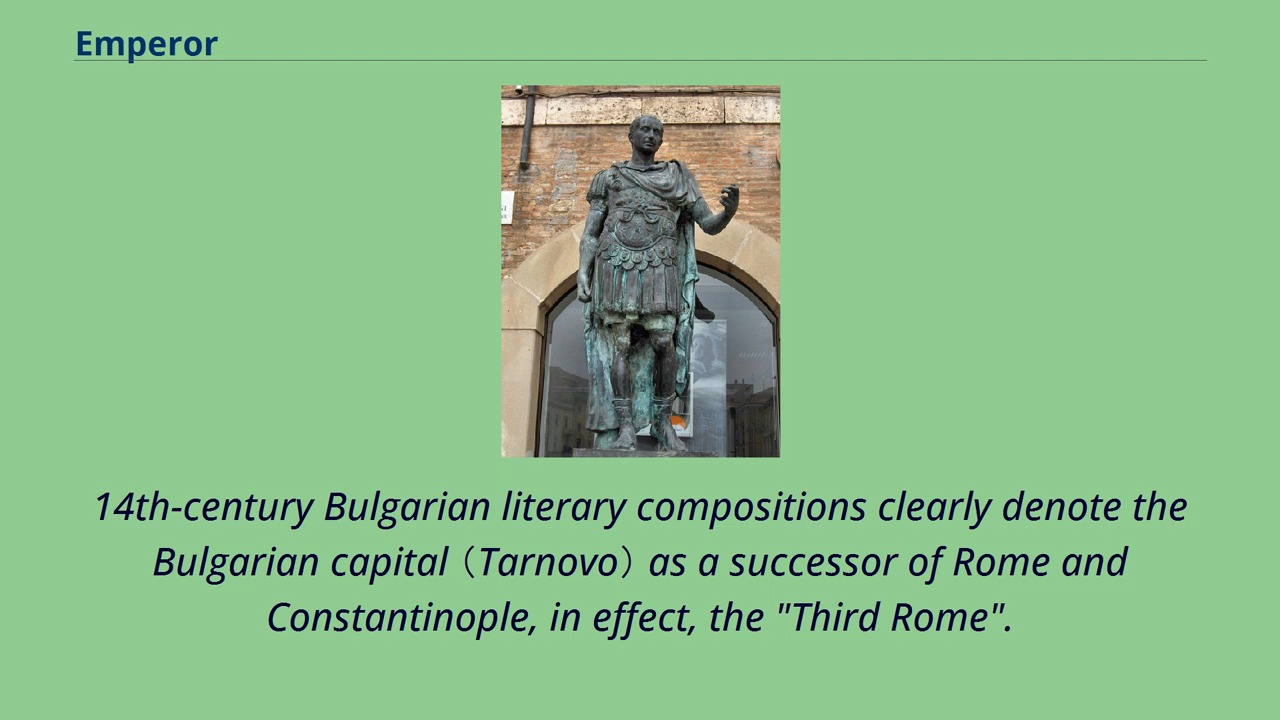 Emperor
14th-century Bulgarian literary compositions clearly denote the
Bulgarian capital（Tarnovo）as a successor of Rome and
Constantinople, in effect, the "Third Rome".